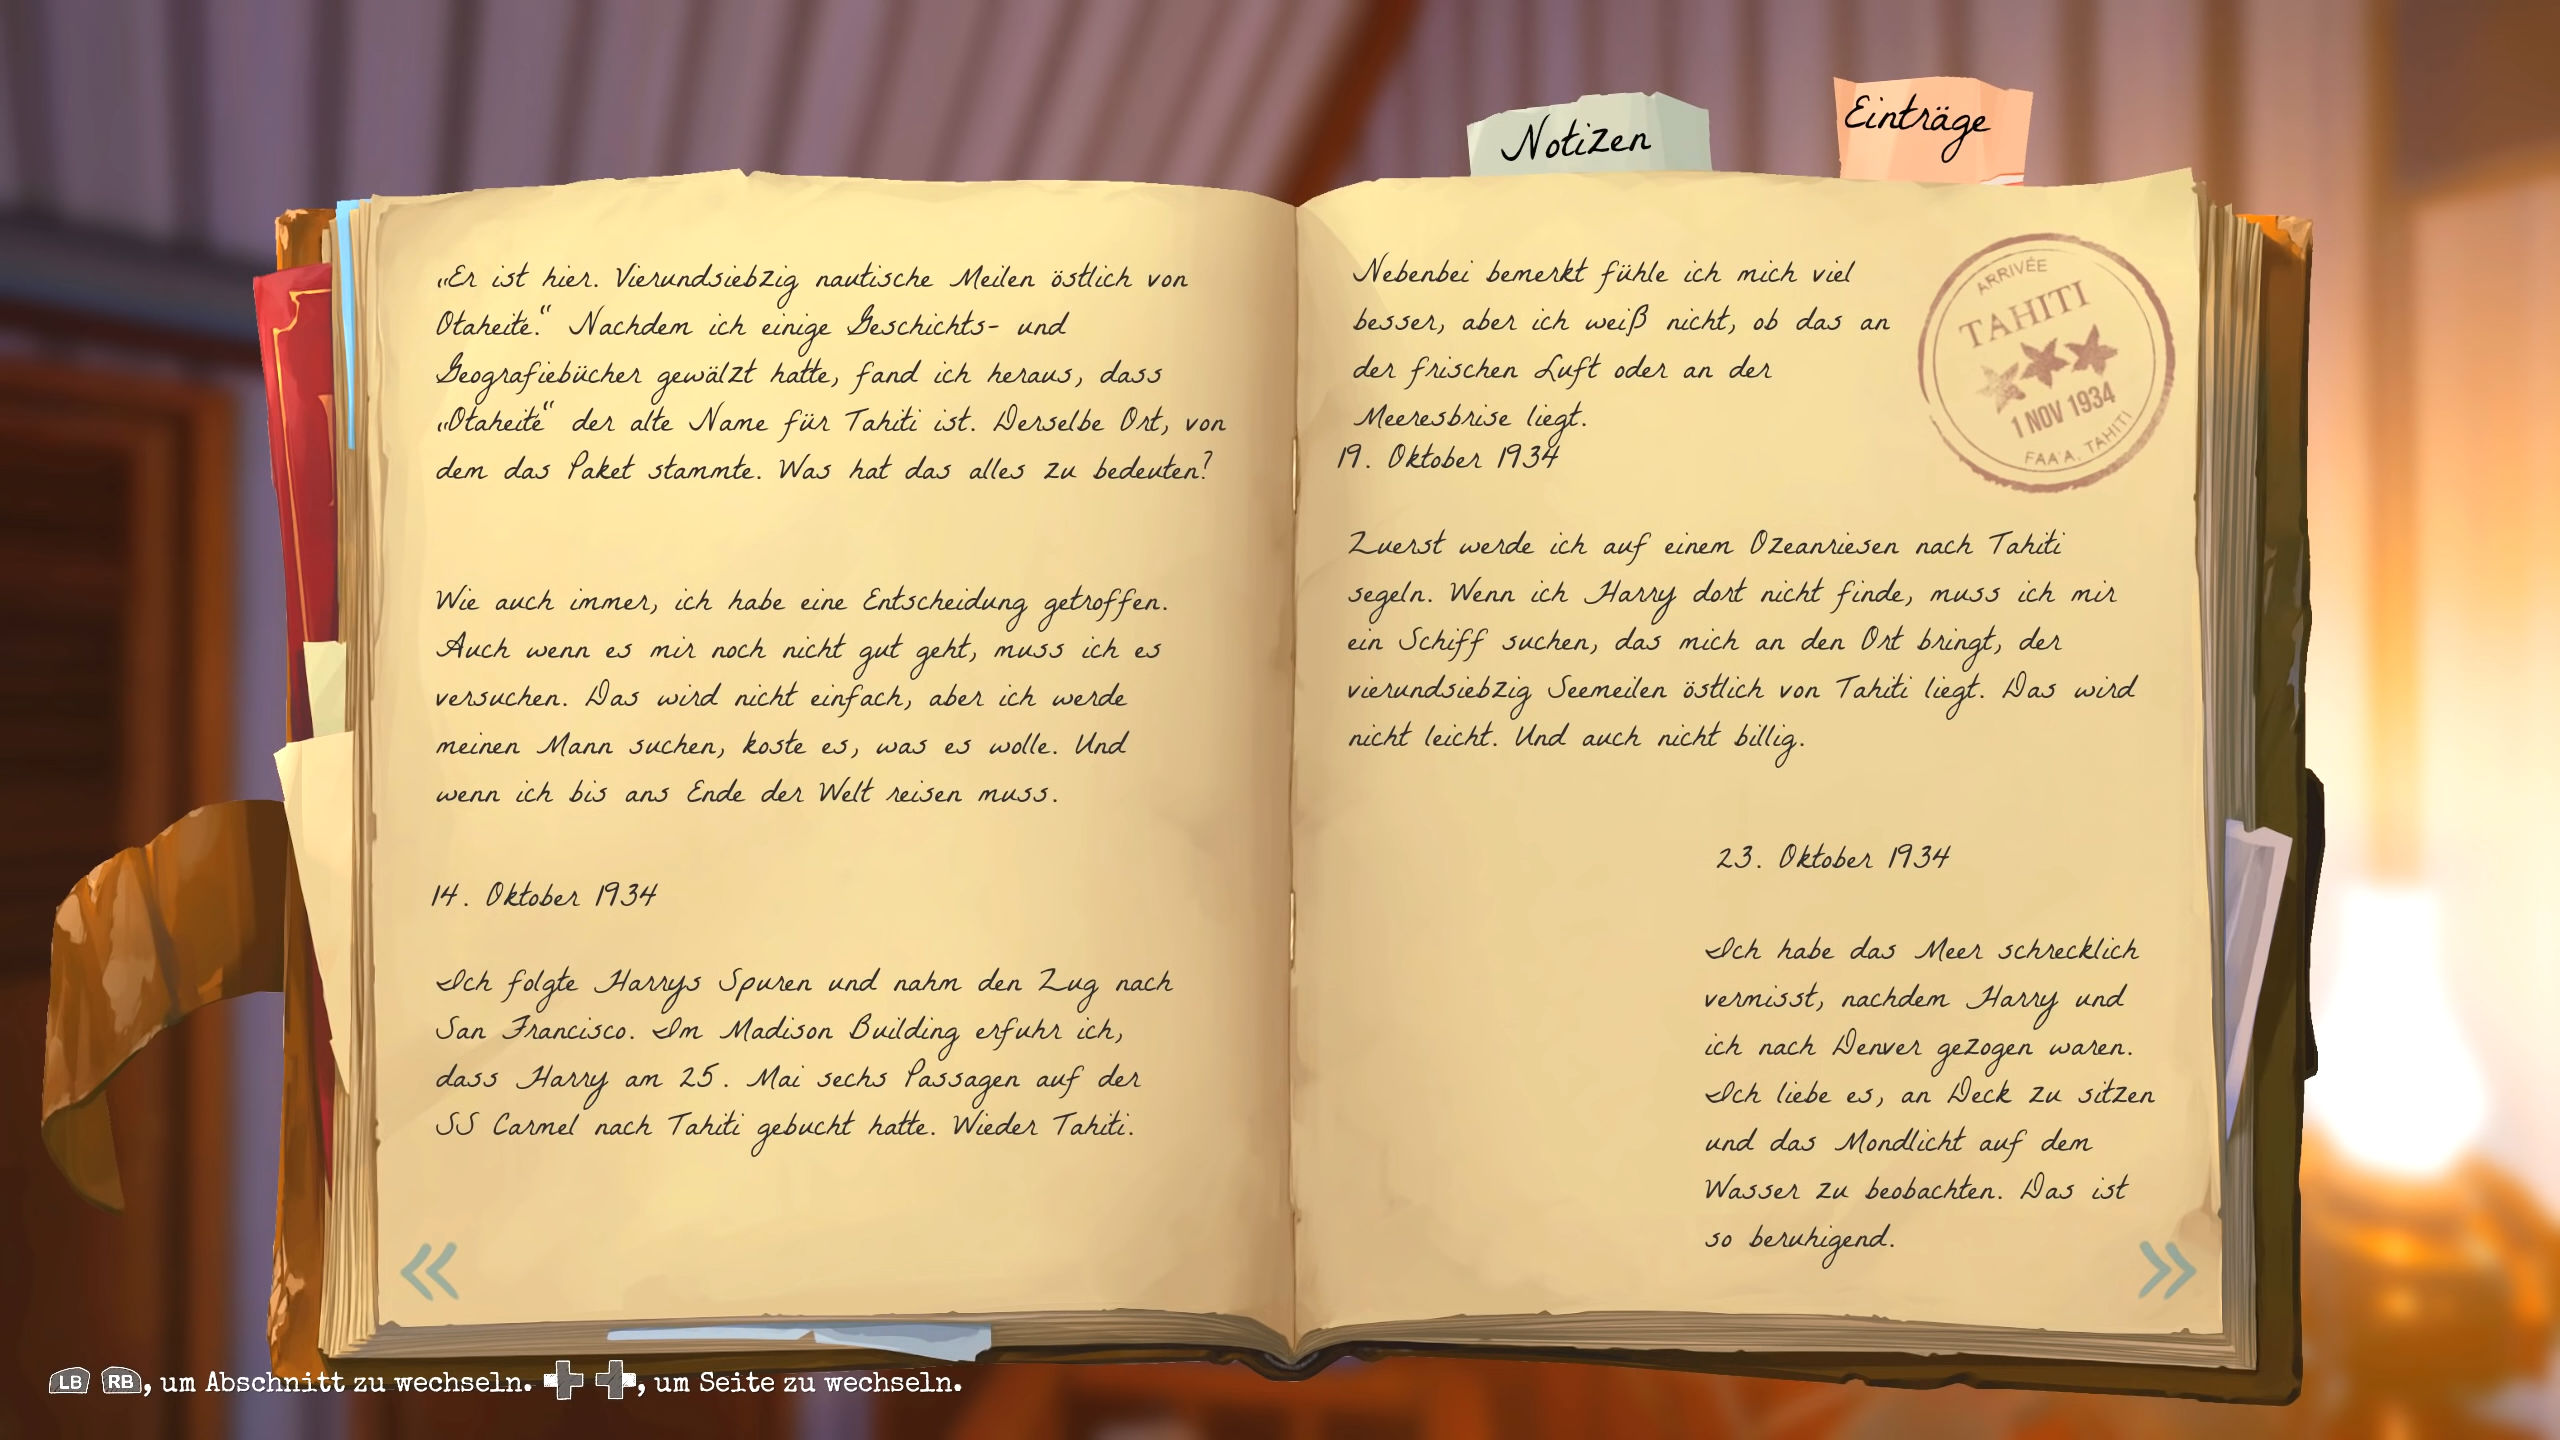 Notizen
Einträge
„Er ist hier. Vierundsiebzig nautische Meilen östlich von
Otaheite.“ Nachdem ich einige Geschichts- und
Geografiebücher gewälzt hatte, fand ich heraus, dass
„Otaheite“ der alte Name für Tahiti ist. Derselbe Ort, von
dem das Paket stammte. Was hat das alles zu bedeuten?
Wie auch immer, ich habe eine Entscheidung getroffen.
Auch wenn es mir noch nicht gut geht, muss ich es
versuchen. Das wird nicht einfach, aber ich werde
meinen Mann suchen, koste es, was es wolle. Und
wenn ich bis ans Ende der Welt reisen muss.
14. Oktober 1934
Ich folgte Harrys Spuren und nahm den Zug nach
San Francisco. Im Madison Building erfuhr ich,
dass Harry am 25. Mai sechs Passagen auf der
SS Carmel nach Tahiti gebucht hatte. Wieder Tahiti.
Nebenbei bemerkt fühle ich mich viel
besser, aber ich weiß nicht, ob das an
der frischen Luft oder an der
Meeresbrise liegt.
ARRIVÉE
TAHITI
1 NOV 1934
FAA'A, TAHITI
19. Oktober 1934
Zuerst werde ich auf einem Ozeanriesen nach Tahiti
segeln. Wenn ich Harry dort nicht finde, muss ich mir
ein Schiff suchen, das mich an den Ort bringt, der
vierundsiebzig Seemeilen östlich von Tahiti liegt. Das wird
nicht leicht. Und auch nicht billig.
23. Oktober 1934
Ich habe das Meer schrecklich
vermisst, nachdem Harry und
ich nach Denver gezogen waren.
Ich liebe es, an Deck zu sitzen
und das Mondlicht auf dem
Wasser zu beobachten. Das ist
so beruhigend.
LB RB, um Abschnitt zu wechseln. , um Seite zu wechseln.